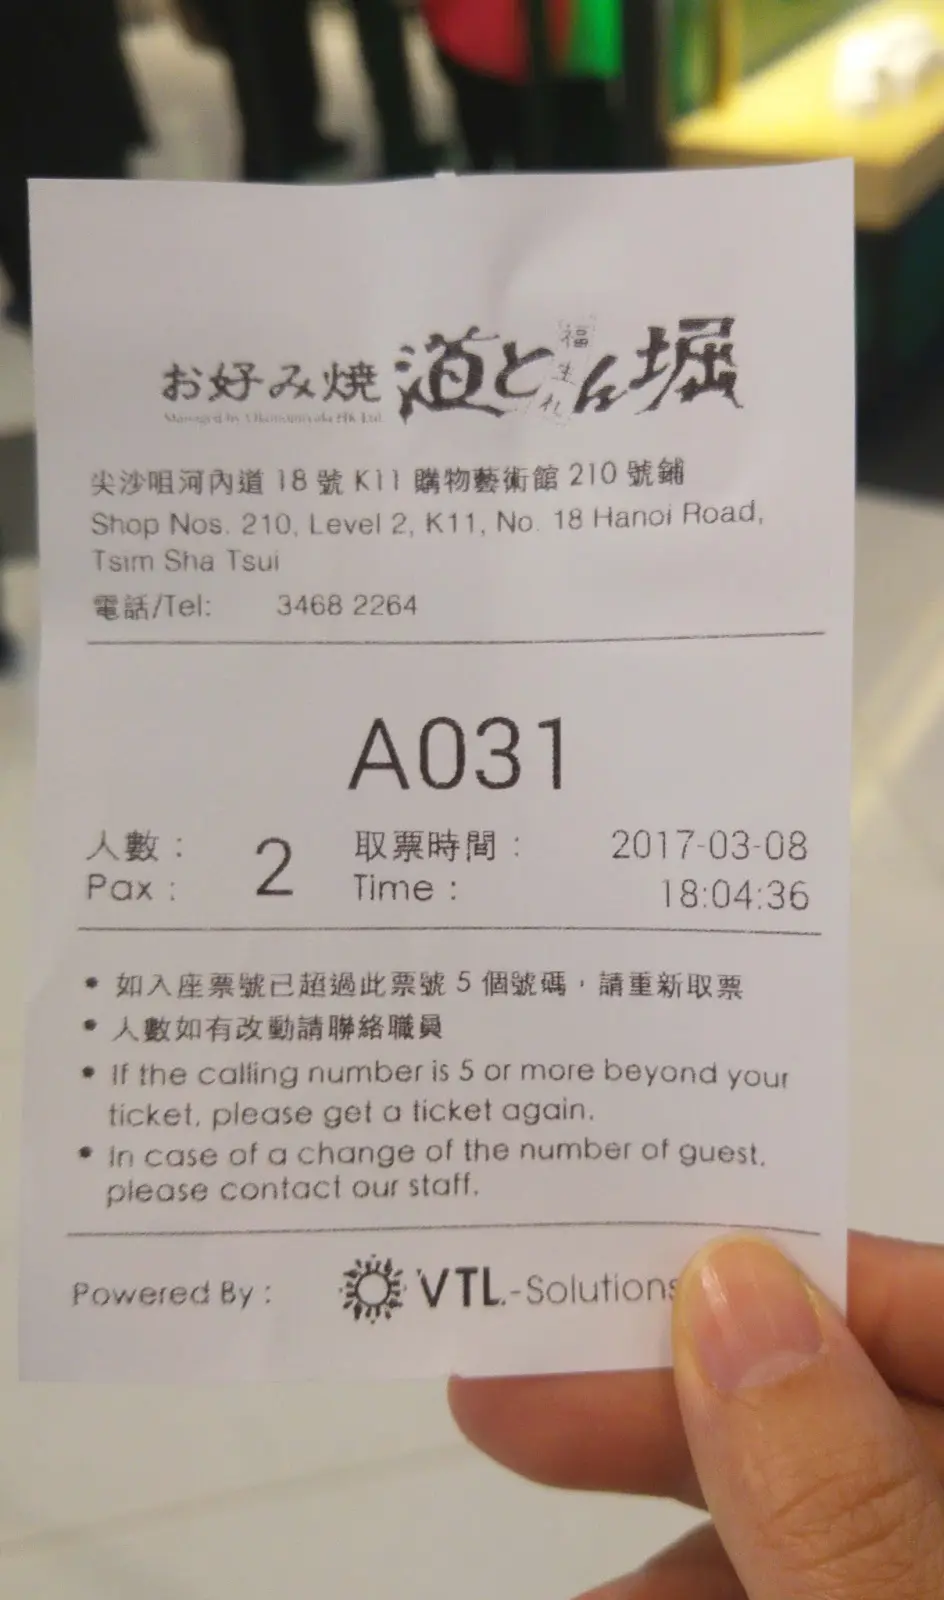 お好み焼 道とん堀
福生
Managed by Okonomiyaki HK Ltd.
尖沙咀河內道 18 號 K11 購物藝術館 210 號鋪
Shop Nos. 210, Level 2, K11, No. 18 Hanoi Road,
Tsim Sha Tsui
電話/Tel: 3468 2264
A031
人數 : 2 取票時間 : 2017-03-08
Pax : Time : 18:04:36
• 如入座票號已超過此票號 5 個號碼，請重新取票
• 人數如有改動請聯絡職員
• If the calling number is 5 or more beyond your
ticket, please get a ticket again.
• In case of a change of the number of guest,
please contact our staff.
Powered By : VTL.-Solutions